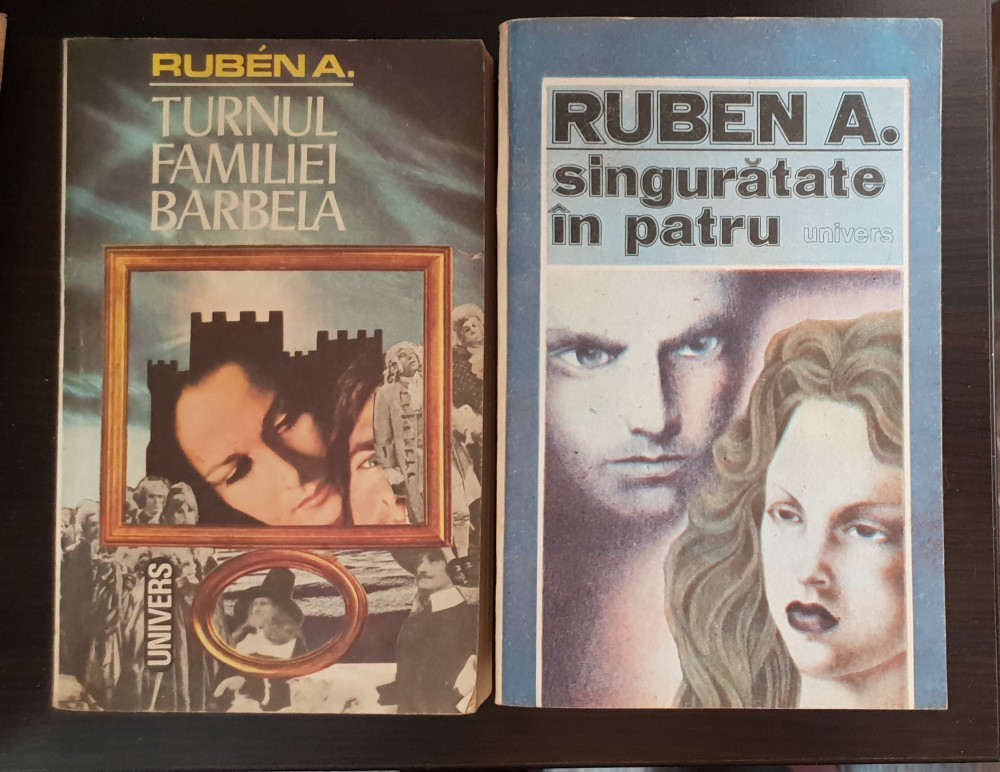 RUBÉN A.
TURNUL
FAMILIEI
BARBELA
UNIVERS
RUBEN A.
singurătate
în patru
univers